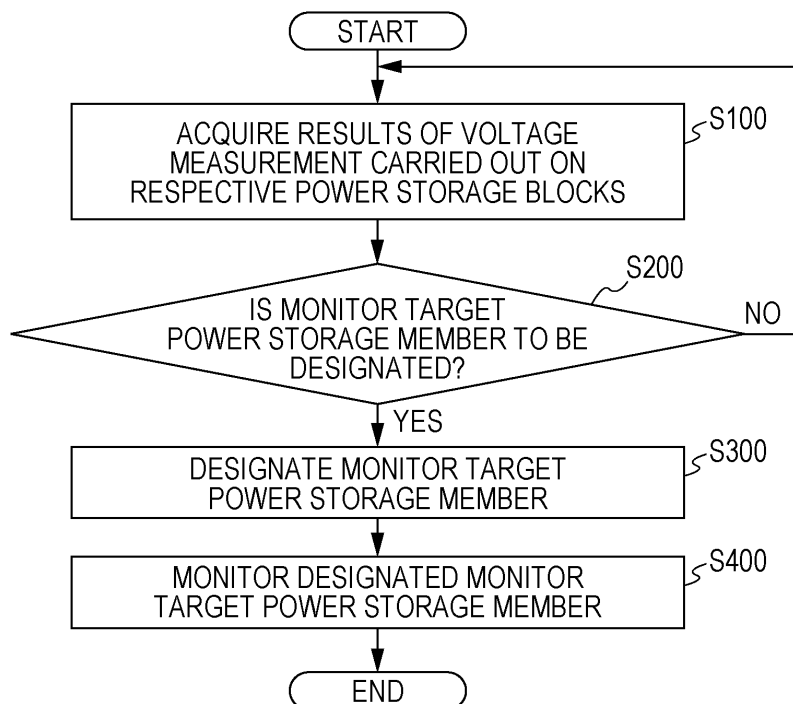 START
ACQUIRE RESULTS OF VOLTAGE
MEASUREMENT CARRIED OUT ON
RESPECTIVE POWER STORAGE BLOCKS
S100
IS MONITOR TARGET
POWER STORAGE MEMBER TO BE
DESIGNATED?
S200
NO
YES
DESIGNATE MONITOR TARGET
POWER STORAGE MEMBER
S300
MONITOR DESIGNATED MONITOR
TARGET POWER STORAGE MEMBER
S400
END